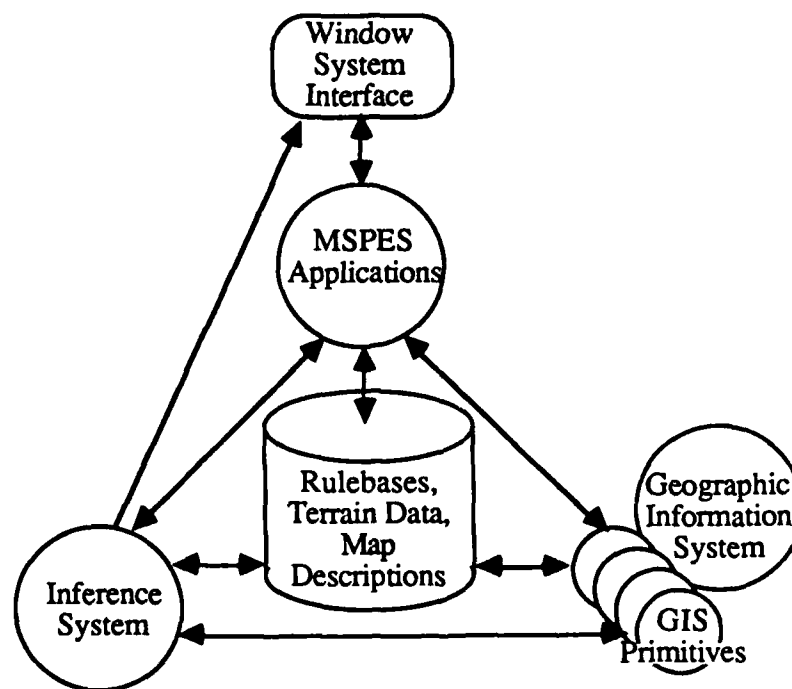 Window
System
Interface
MSPES
Applications
Rulebases,
Terrain Data,
Map
Descriptions
Geographic
Information
System
Inference
System
GIS
Primitives